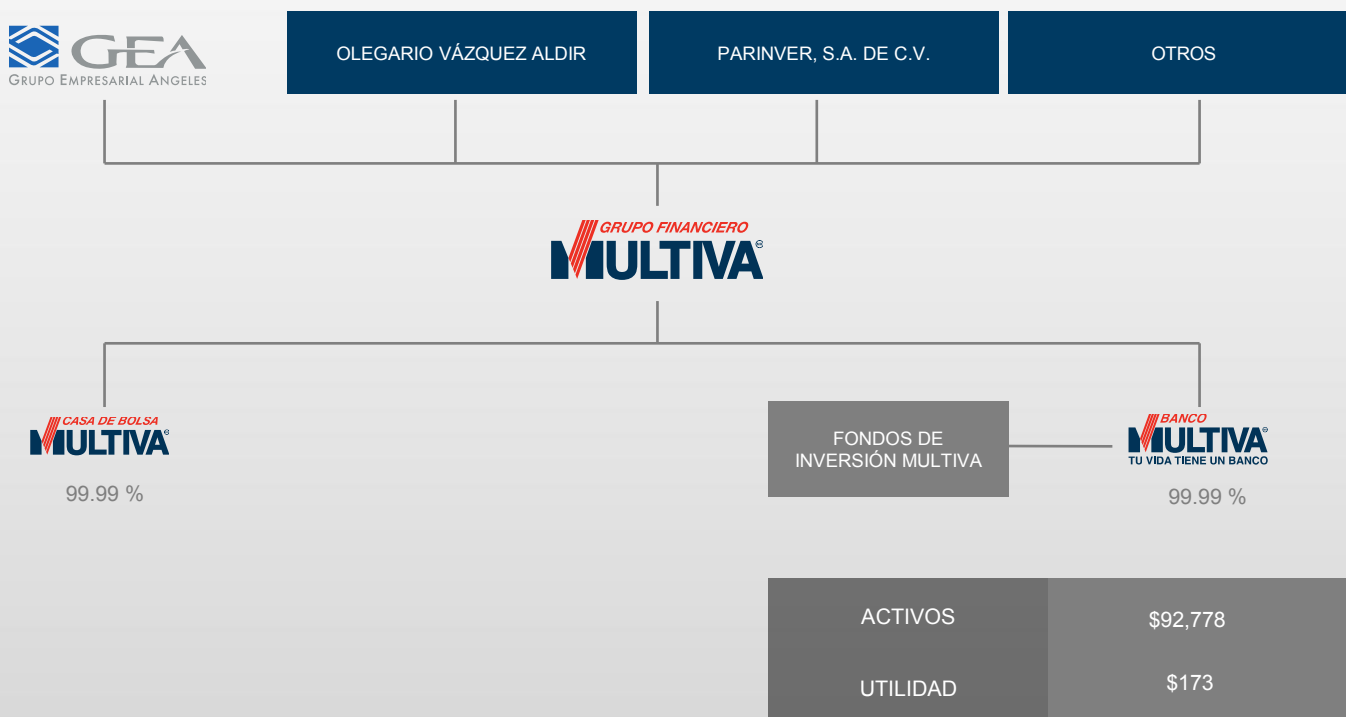 GEA
GRUPO EMPRESARIAL ANGELES
OLEGARIO VÁZQUEZ ALDIR
PARINVER, S.A. DE C.V.
OTROS
GRUPO FINANCIERO
MULTIVA®
CASA DE BOLSA
MULTIVA®
99.99 %
FONDOS DE
INVERSIÓN MULTIVA
BANCO
MULTIVA®
TU VIDA TIENE UN BANCO
99.99 %
ACTIVOS $92,778
UTILIDAD $173